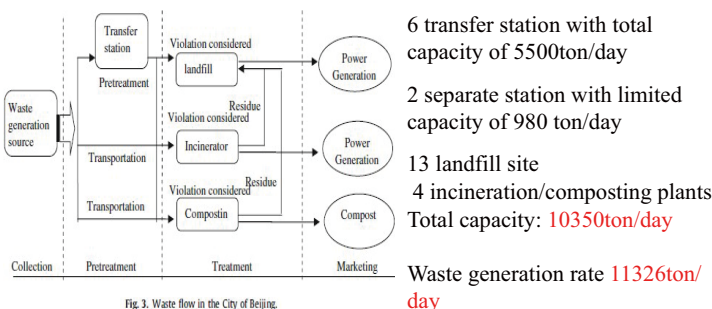 Transfer
station
Violation considered
landfill
Power
Generation
Pretreatment
Waste
generation
source
Violation considered
Residue
Incinerator
Power
Generation
Transportation
Violation considered
Residue
Transportation
Compostin
Compost
Collection
Pretreatment
Treatment
Marketing
Fig. 3. Waste flow in the City of Beijing.
6 transfer station with total
capacity of 5500ton/day
2 separate station with limited
capacity of 980 ton/day
13 landfill site
4 incineration/composting plants
Total capacity: 10350ton/day
Waste generation rate 11326ton/
day